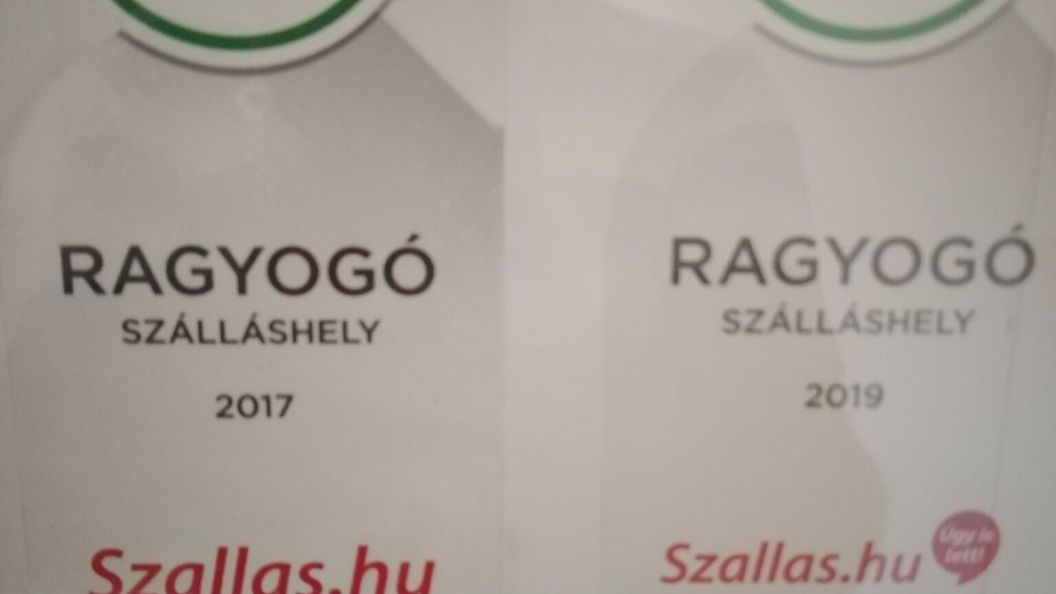 RAGYOGÓ
SZÁLLÁSHELY
2017
Szallas.hu
RAGYOGÓ
SZÁLLÁSHELY
2019
Szallas.hu
Úgy is
lett!